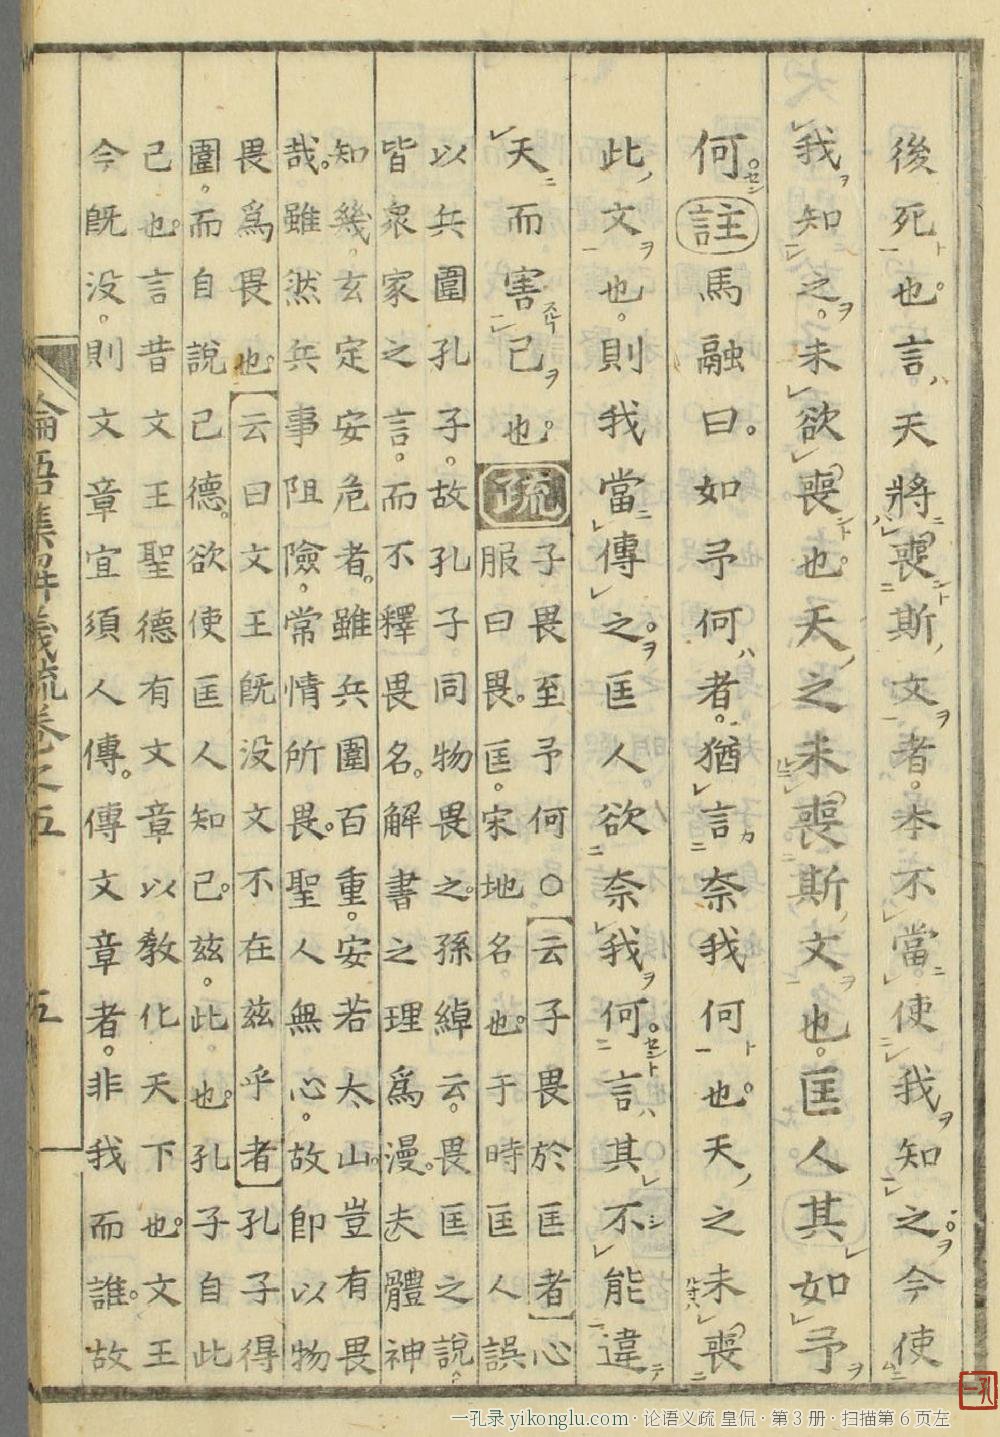 後死也。言天將喪斯文者。本不當使我知之。今使
我知之。未欲喪也。天之未喪斯文也。匡人其如予
何。註馬融曰。如予何者。猶言奈我何也。天之未喪
此文也。則我當傳之。匡人欲奈我何。言其不能違
天而害己也。疏子畏至予何○云子畏於匡者心
服曰畏。匡。宋地名也。于時匡人誤
以兵圍孔子。故孔子同物畏之。孫綽云。畏匡之說。
皆衆家之言。而不釋畏名。解書之理爲漫。夫體神
知幾。玄定安危者。雖兵圍百重。安若太山。豈有畏
哉。雖然兵事阻險。常情所畏。聖人無心。故即以物
畏爲畏也。云曰文王既没文不在茲乎者孔子得
圍。而自說己德。欲使匡人知己。茲。此也。孔子自此
己也。言昔文王聖德有文章以教化天下也。文王
今既没。則文章宜須人傳。傳文章者。非我而誰。故
論語集解義疏卷之五
五
一孔录 yikonglu.com · 论语义疏 皇侃 · 第 3 册 · 扫描第 6 页左
一孔